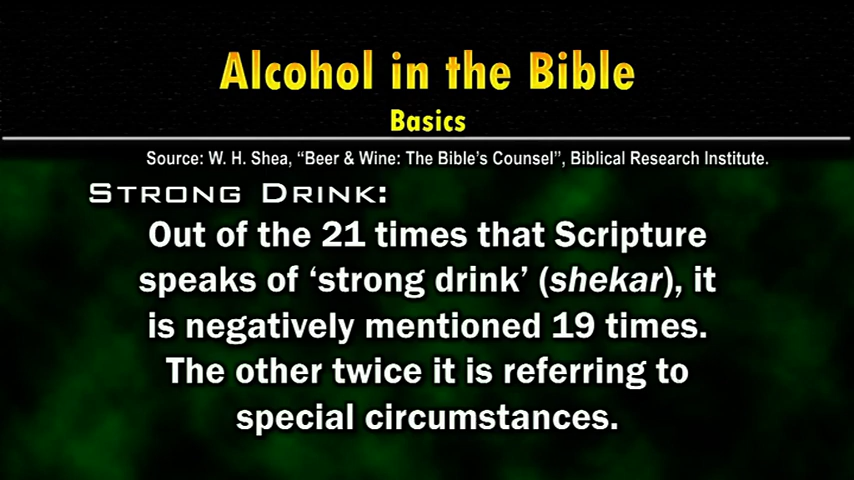 Alcohol in the Bible
Basics
Source: W. H. Shea, “Beer & Wine: The Bible’s Counsel”, Biblical Research Institute.
STRONG DRINK:
Out of the 21 times that Scripture
speaks of ‘strong drink’ (shekar), it
is negatively mentioned 19 times.
The other twice it is referring to
special circumstances.